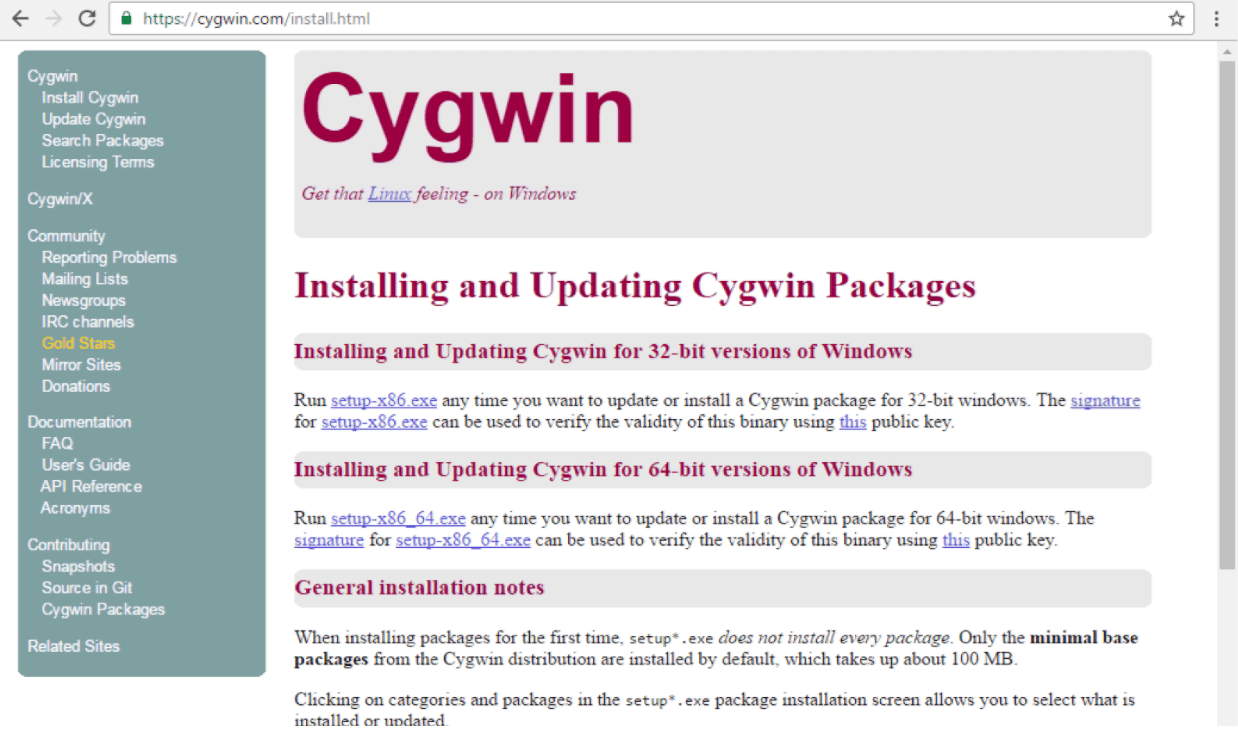 https://cygwin.com/install.html
Cygwin
Install Cygwin
Update Cygwin
Search Packages
Licensing Terms
Cygwin/X
Community
Reporting Problems
Mailing Lists
Newsgroups
IRC channels
Gold Stars
Mirror Sites
Donations
Documentation
FAQ
User's Guide
API Reference
Acronyms
Contributing
Snapshots
Source in Git
Cygwin Packages
Related Sites
Cygwin
Get that Linux feeling - on Windows
Installing and Updating Cygwin Packages
Installing and Updating Cygwin for 32-bit versions of Windows
Run setup-x86.exe any time you want to update or install a Cygwin package for 32-bit windows. The signature
for setup-x86.exe can be used to verify the validity of this binary using this public key.
Installing and Updating Cygwin for 64-bit versions of Windows
Run setup-x86_64.exe any time you want to update or install a Cygwin package for 64-bit windows. The
signature for setup-x86_64.exe can be used to verify the validity of this binary using this public key.
General installation notes
When installing packages for the first time, setup*.exe does not install every package. Only the minimal base
packages from the Cygwin distribution are installed by default, which takes up about 100 MB.
Clicking on categories and packages in the setup*.exe package installation screen allows you to select what is
installed or updated.